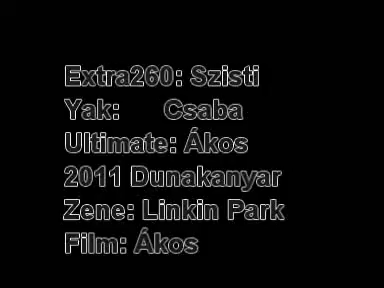 Extra260: Szisti
Yak: Csaba
Ultimate: Ákos
2011 Dunakanyar
Zene: Linkin Park
Film: Ákos